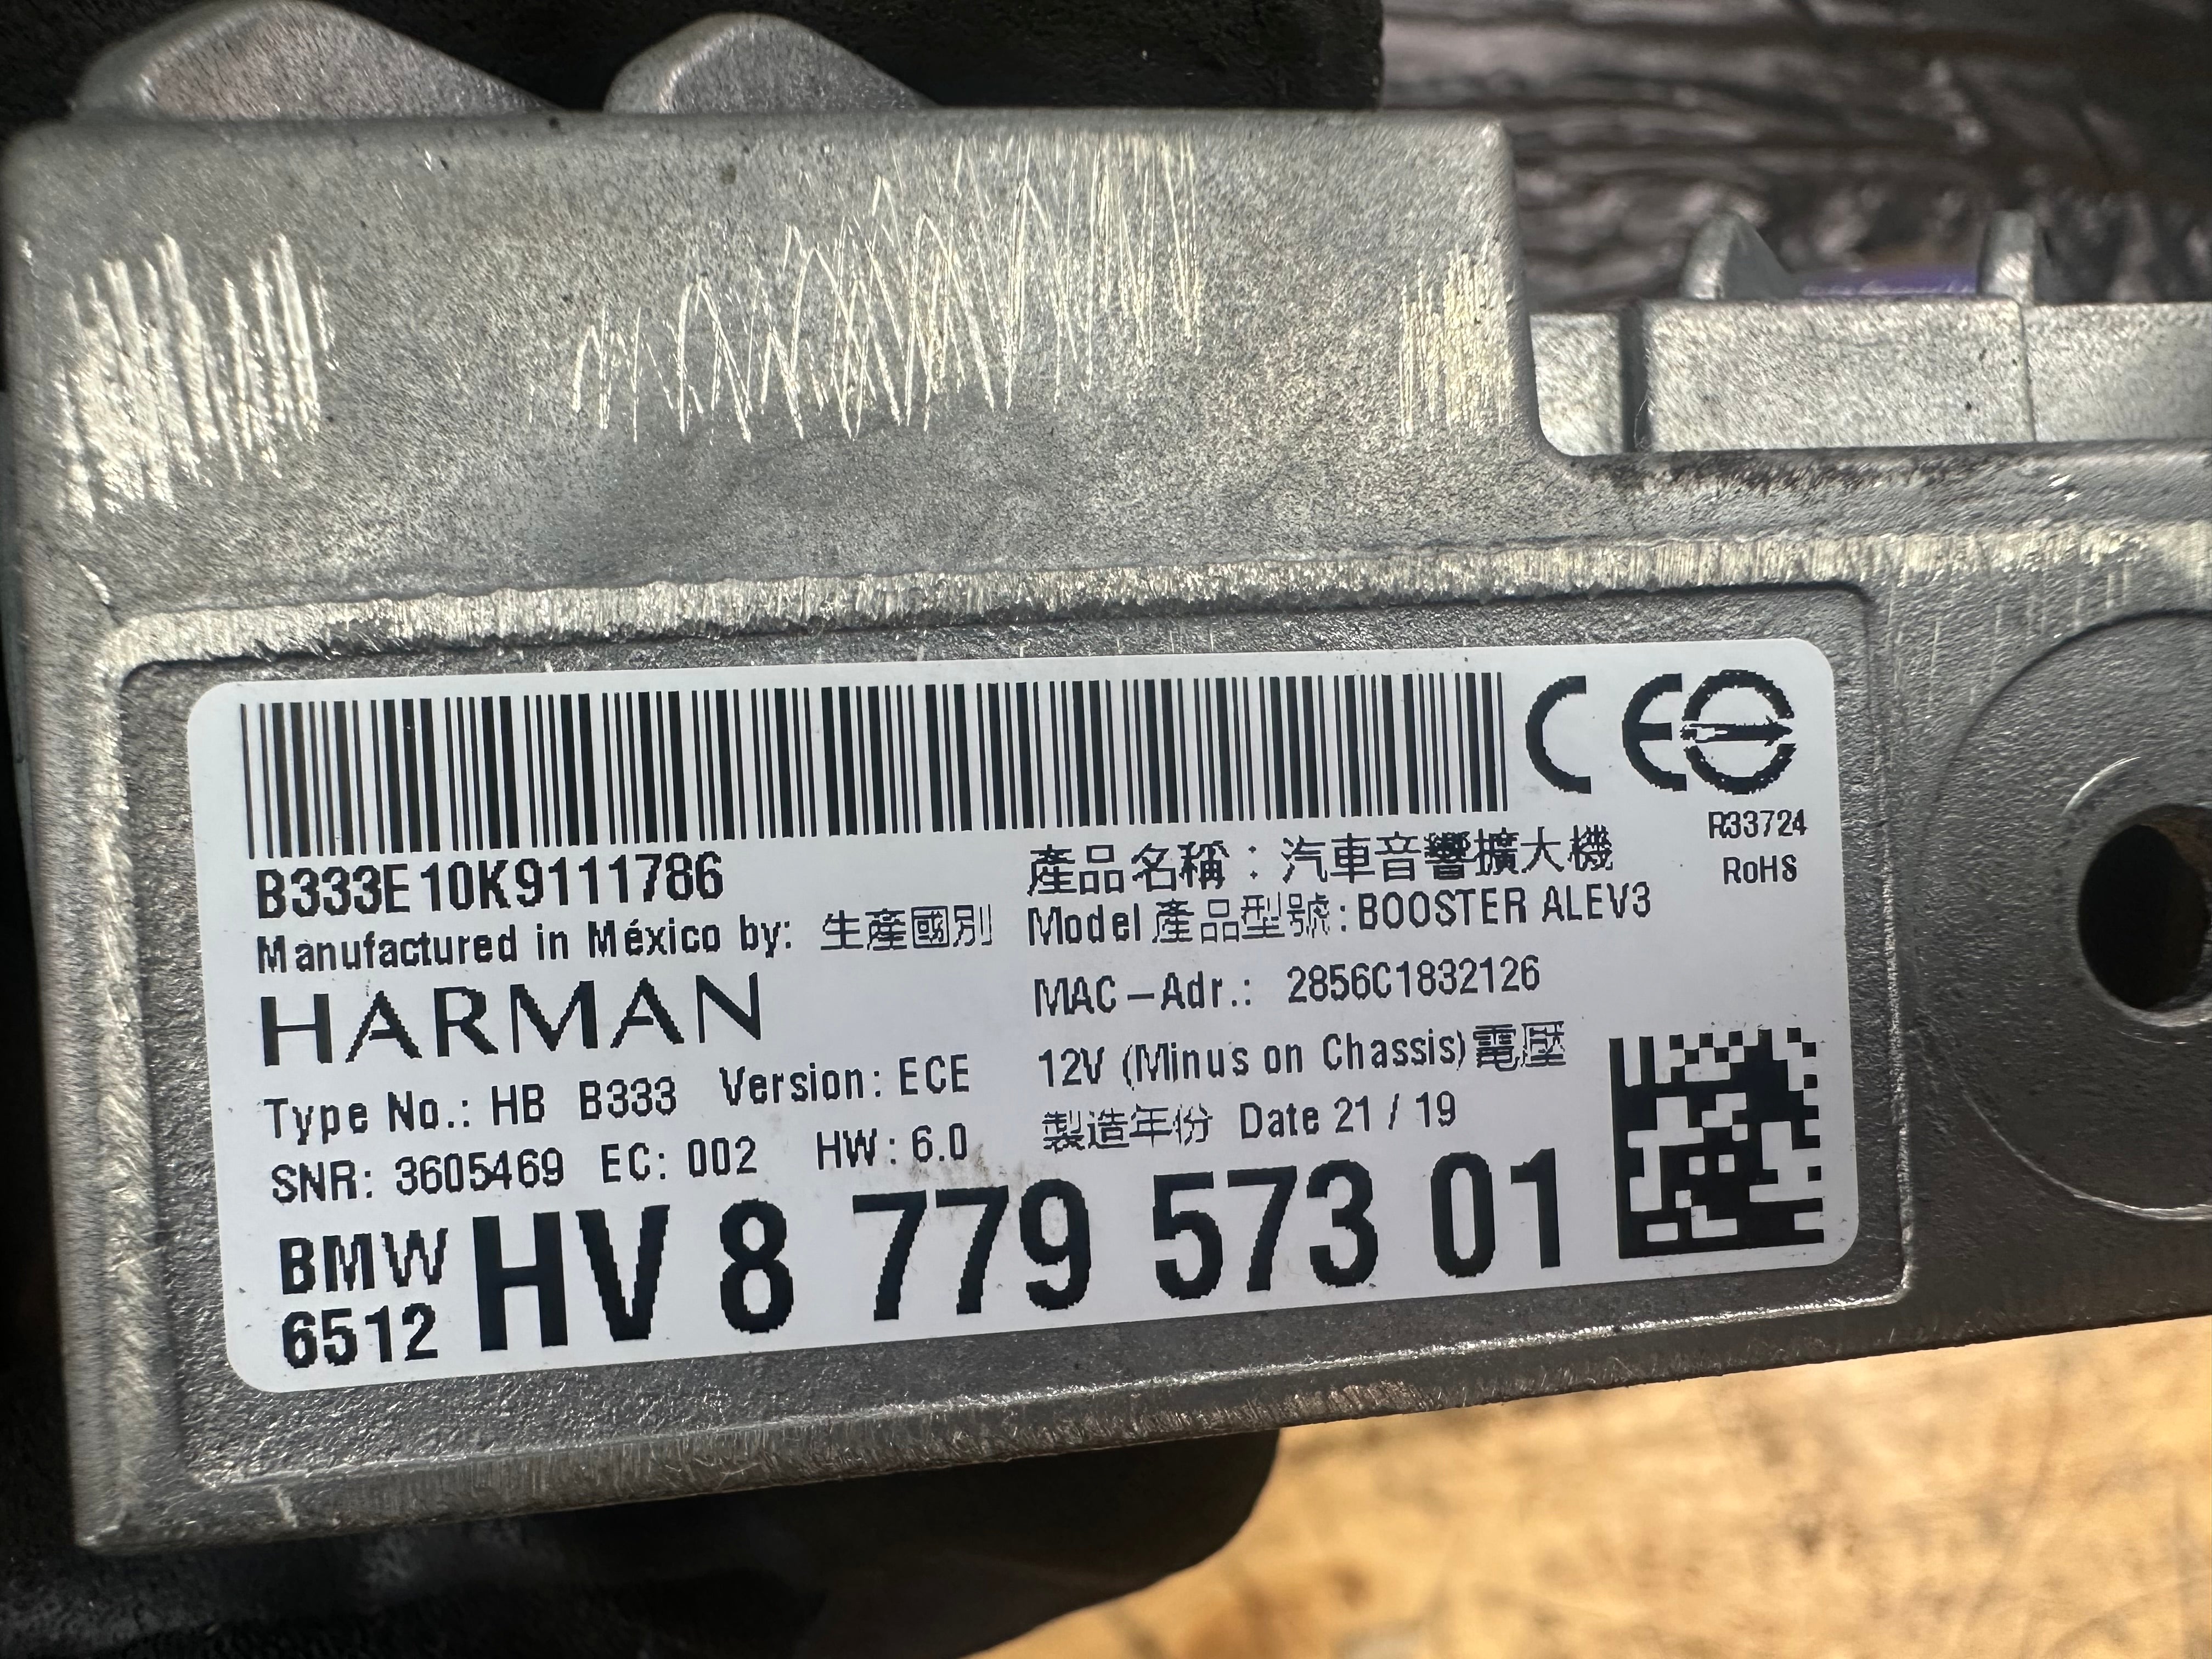 CE
R33724
RoHS
B333E10K9111786
產品名稱：汽車音響擴大機
Manufactured in México by: 生產國別
Model 產品型號: BOOSTER ALEV3
HARMAN
MAC-Adr.: 2856C1832126
Type No.: HB B333 Version: ECE
12V (Minus on Chassis) 電壓
SNR: 3605469 EC: 002 HW: 6.0
製造年份 Date 21 / 19
BMW HV 8 779 573 01
6512